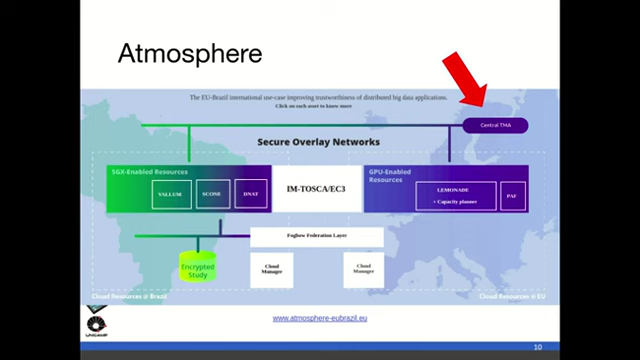 Atmosphere
The EU-Brazil international use-case improving trustworthiness of distributed big data applications.
Click on each asset to know more
Central TMA
Secure Overlay Networks
SGX-Enabled Resources
VALLUM
SCONE
DNAT
IM-TOSCA/EC3
GPU-Enabled
Resources
LEMONADE
+ Capacity planner
PAF
Fogbow Federation Layer
Encrypted
Study
Cloud
Manager
Cloud
Manager
Cloud Resources @ Brazil
Cloud Resources @ EU
UNICAMP
www.atmosphere-eubrazil.eu
10